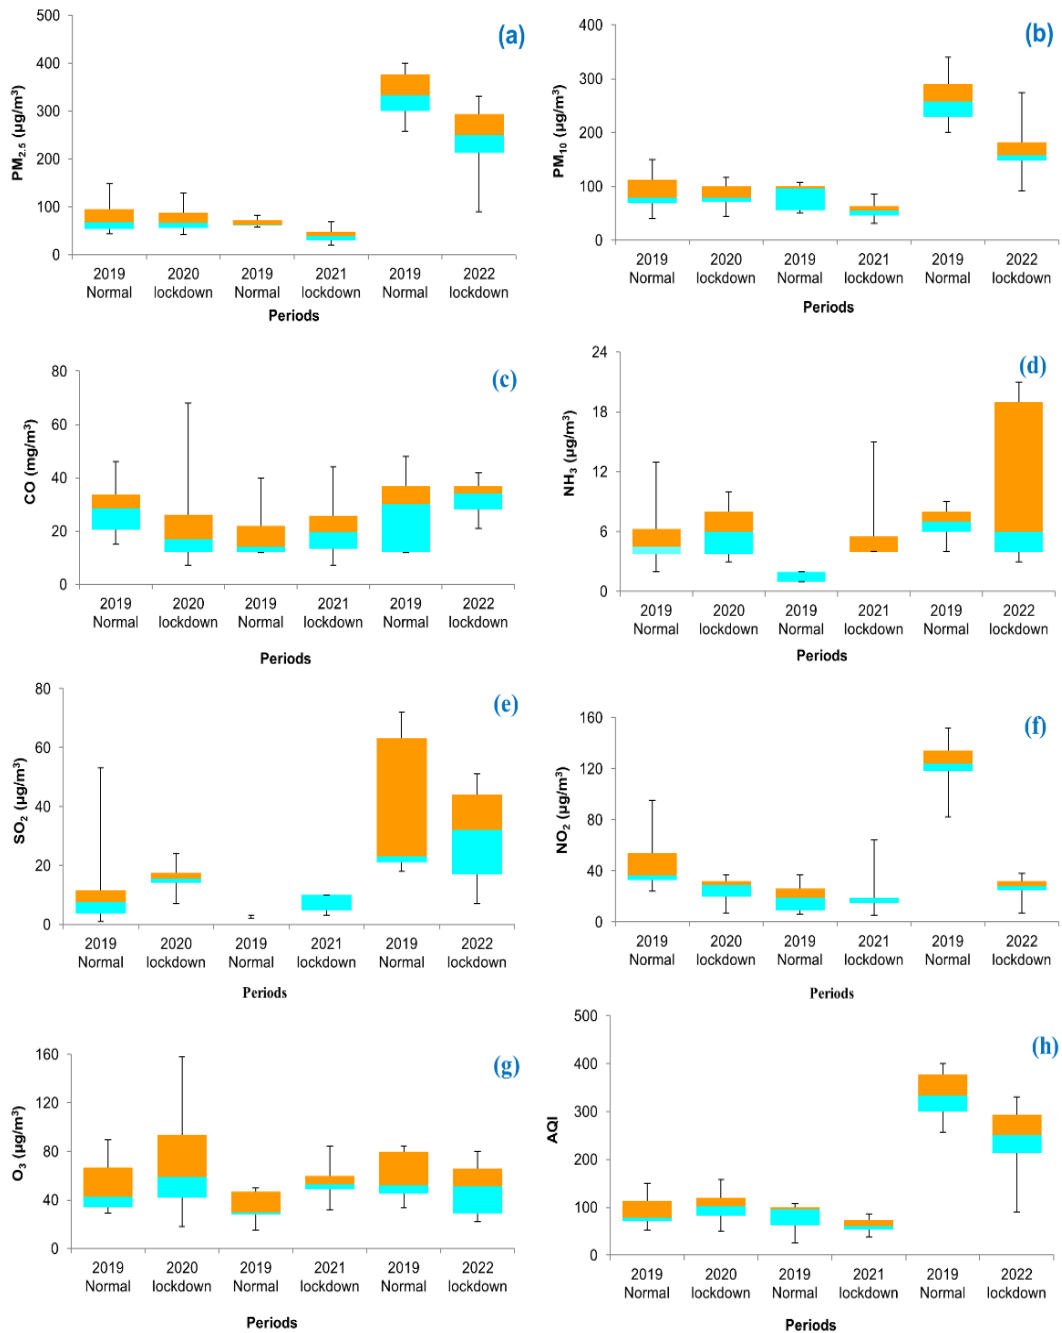 (a)
PM2.5 (µg/m³)
500
400
300
200
100
0
2019 2020 2019 2021 2019 2022
Normal lockdown Normal lockdown Normal lockdown
Periods
(b)
PM10 (µg/m³)
400
300
200
100
0
2019 2020 2019 2021 2019 2022
Normal lockdown Normal lockdown Normal lockdown
Periods
(c)
CO (mg/m³)
80
60
40
20
0
2019 2020 2019 2021 2019 2022
Normal lockdown Normal lockdown Normal lockdown
Periods
(d)
NH3 (µg/m³)
24
18
12
6
0
2019 2020 2019 2021 2019 2022
Normal lockdown Normal lockdown Normal lockdown
Periods
(e)
SO2 (µg/m³)
80
60
40
20
0
2019 2020 2019 2021 2019 2022
Normal lockdown Normal lockdown Normal lockdown
Periods
(f)
NO2 (µg/m³)
160
120
80
40
0
2019 2020 2019 2021 2019 2022
Normal lockdown Normal lockdown Normal lockdown
Periods
(g)
O3 (µg/m³)
160
120
80
40
0
2019 2020 2019 2021 2019 2022
Normal lockdown Normal lockdown Normal lockdown
Periods
(h)
AQI
500
400
300
200
100
0
2019 2020 2019 2021 2019 2022
Normal lockdown Normal lockdown Normal lockdown
Periods